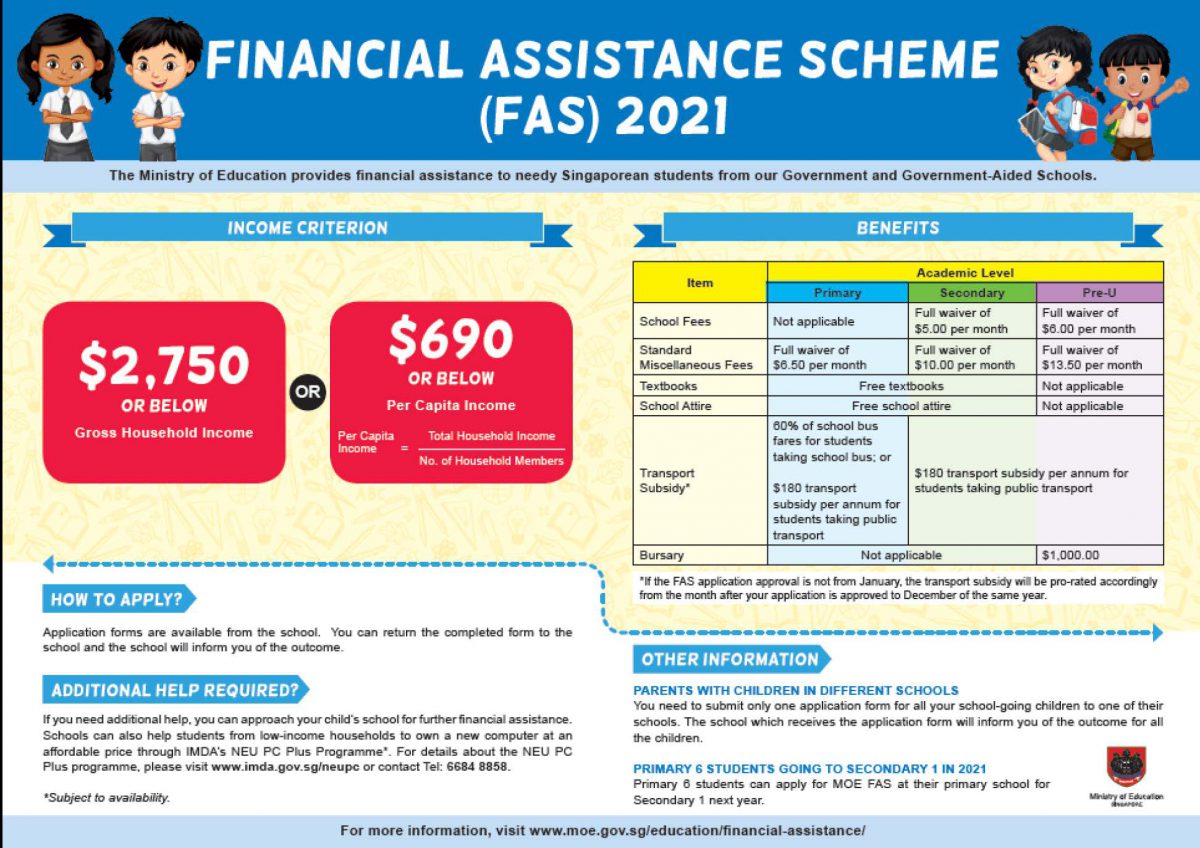 FINANCIAL ASSISTANCE SCHEME
(FAS) 2021
The Ministry of Education provides financial assistance to needy Singaporean students from our Government and Government-Aided Schools.
INCOME CRITERION
$2,750
OR BELOW
Gross Household Income
OR
$690
OR BELOW
Per Capita Income
Per Capita
Income
=
Total Household Income
No. of Household Members
BENEFITS
Item
Academic Level
Primary
Secondary
Pre-U
School Fees
Not applicable
Full waiver of
$5.00 per month
Full waiver of
$6.00 per month
Standard
Miscellaneous Fees
Full waiver of
$6.50 per month
Full waiver of
$10.00 per month
Full waiver of
$13.50 per month
Textbooks
Free textbooks
Not applicable
School Attire
Free school attire
Not applicable
Transport
Subsidy*
60% of school bus
fares for students
taking school bus; or
$180 transport
subsidy per annum for
students taking public
transport
$180 transport subsidy per annum for
students taking public transport
Bursary
Not applicable
$1,000.00
*If the FAS application approval is not from January, the transport subsidy will be pro-rated accordingly
from the month after your application is approved to December of the same year.
HOW TO APPLY?
Application forms are available from the school. You can return the completed form to the
school and the school will inform you of the outcome.
ADDITIONAL HELP REQUIRED?
If you need additional help, you can approach your child's school for further financial assistance.
Schools can also help students from low-income households to own a new computer at an
affordable price through IMDA's NEU PC Plus Programme*. For details about the NEU PC
Plus programme, please visit www.imda.gov.sg/neupc or contact Tel: 6684 8858.
*Subject to availability.
OTHER INFORMATION
PARENTS WITH CHILDREN IN DIFFERENT SCHOOLS
You need to submit only one application form for all your school-going children to one of their
schools. The school which receives the application form will inform you of the outcome for all
the children.
PRIMARY 6 STUDENTS GOING TO SECONDARY 1 IN 2021
Primary 6 students can apply for MOE FAS at their primary school for
Secondary 1 next year.
Ministry of Education
SINGAPORE
For more information, visit www.moe.gov.sg/education/financial-assistance/